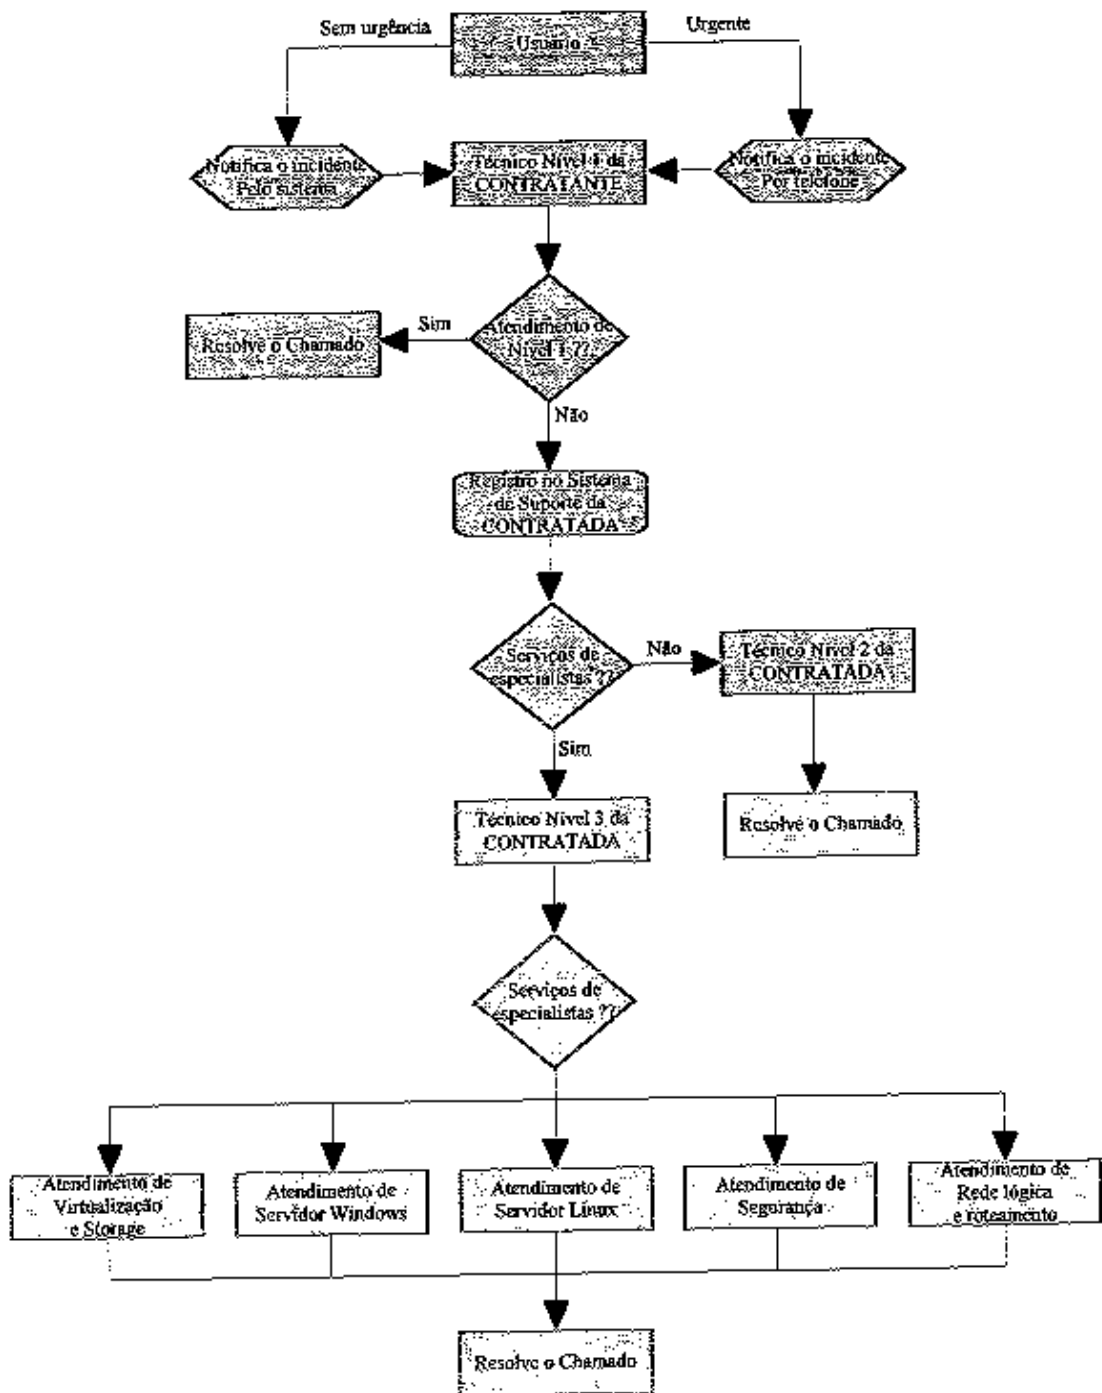 Sem urgência
Usuario
Urgente
Notifica o incidente
Pelo sistema
Técnico Nível 1 da
CONTRATANTE
Notifica o incidente
Por telefone
Resolve o Chamado
Sim
Atendimento de
Nível 1 ??
Não
Registro no Sistema
de Suporte da
CONTRATADA
Serviços de
especialistas ??
Não
Técnico Nivel 2 da
CONTRATADA
Sim
Técnico Nivel 3 da
CONTRATADA
Resolve o Chamado
Serviços de
especialistas ??
Atendimento de
Virtualização
e Storage
Atendimento de
Servidor Windows
Atendimento de
Servidor Linux
Atendimento de
Segurança
Atendimento de
Rede lógica
e roteamento
Resolve o Chamado